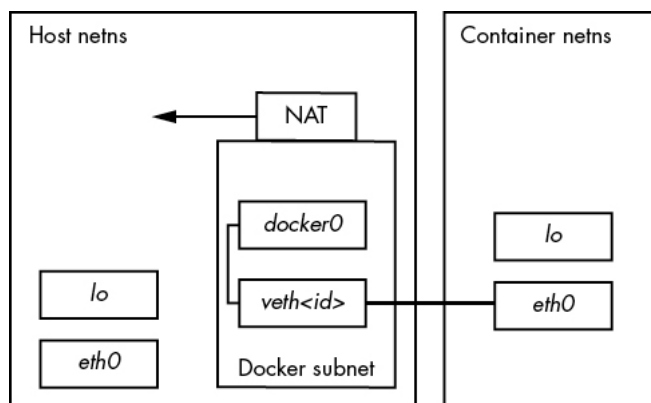 Host netns
Container netns
NAT
docker0
lo
lo
veth<id>
eth0
eth0
Docker subnet